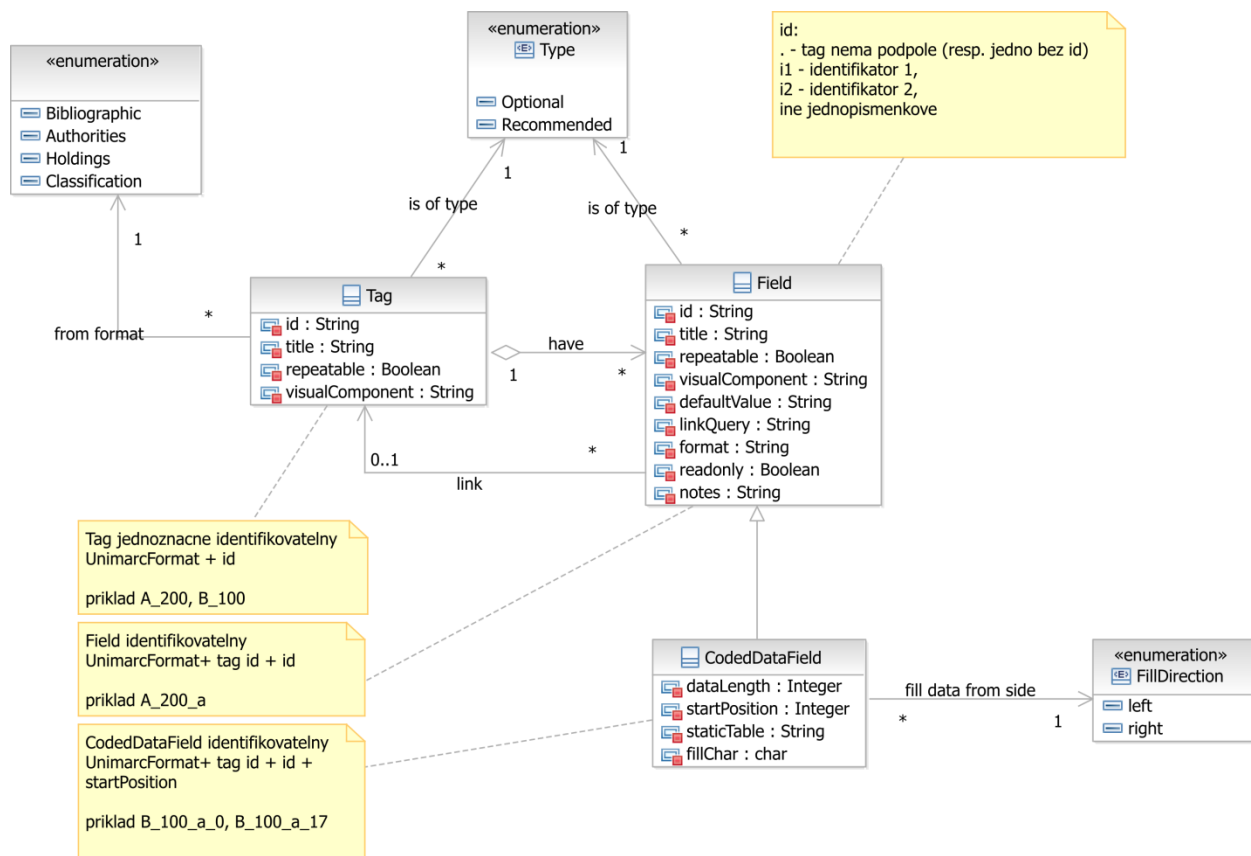 «enumeration»
Bibliographic
Authorities
Holdings
Classification
«enumeration»
Type
Optional
Recommended
id:
. - tag nema podpole (resp. jedno bez id)
i1 - identifikator 1,
i2 - identifikator 2,
ine jednopismenkove
1
*
from format
is of type
1
*
is of type
1
*
Tag
id : String
title : String
repeatable : Boolean
visualComponent : String
have
1
*
Field
id : String
title : String
repeatable : Boolean
visualComponent : String
defaultValue : String
linkQuery : String
format : String
readonly : Boolean
notes : String
0..1
*
link
Tag jednoznacne identifikovatelny
UnimarcFormat + id
priklad A_200, B_100
Field identifikovatelny
UnimarcFormat+ tag id + id
priklad A_200_a
CodedDataField identifikovatelny
UnimarcFormat+ tag id + id +
startPosition
priklad B_100_a_0, B_100_a_17
CodedDataField
dataLength : Integer
startPosition : Integer
staticTable : String
fillChar : char
fill data from side
*
1
«enumeration»
FillDirection
left
right